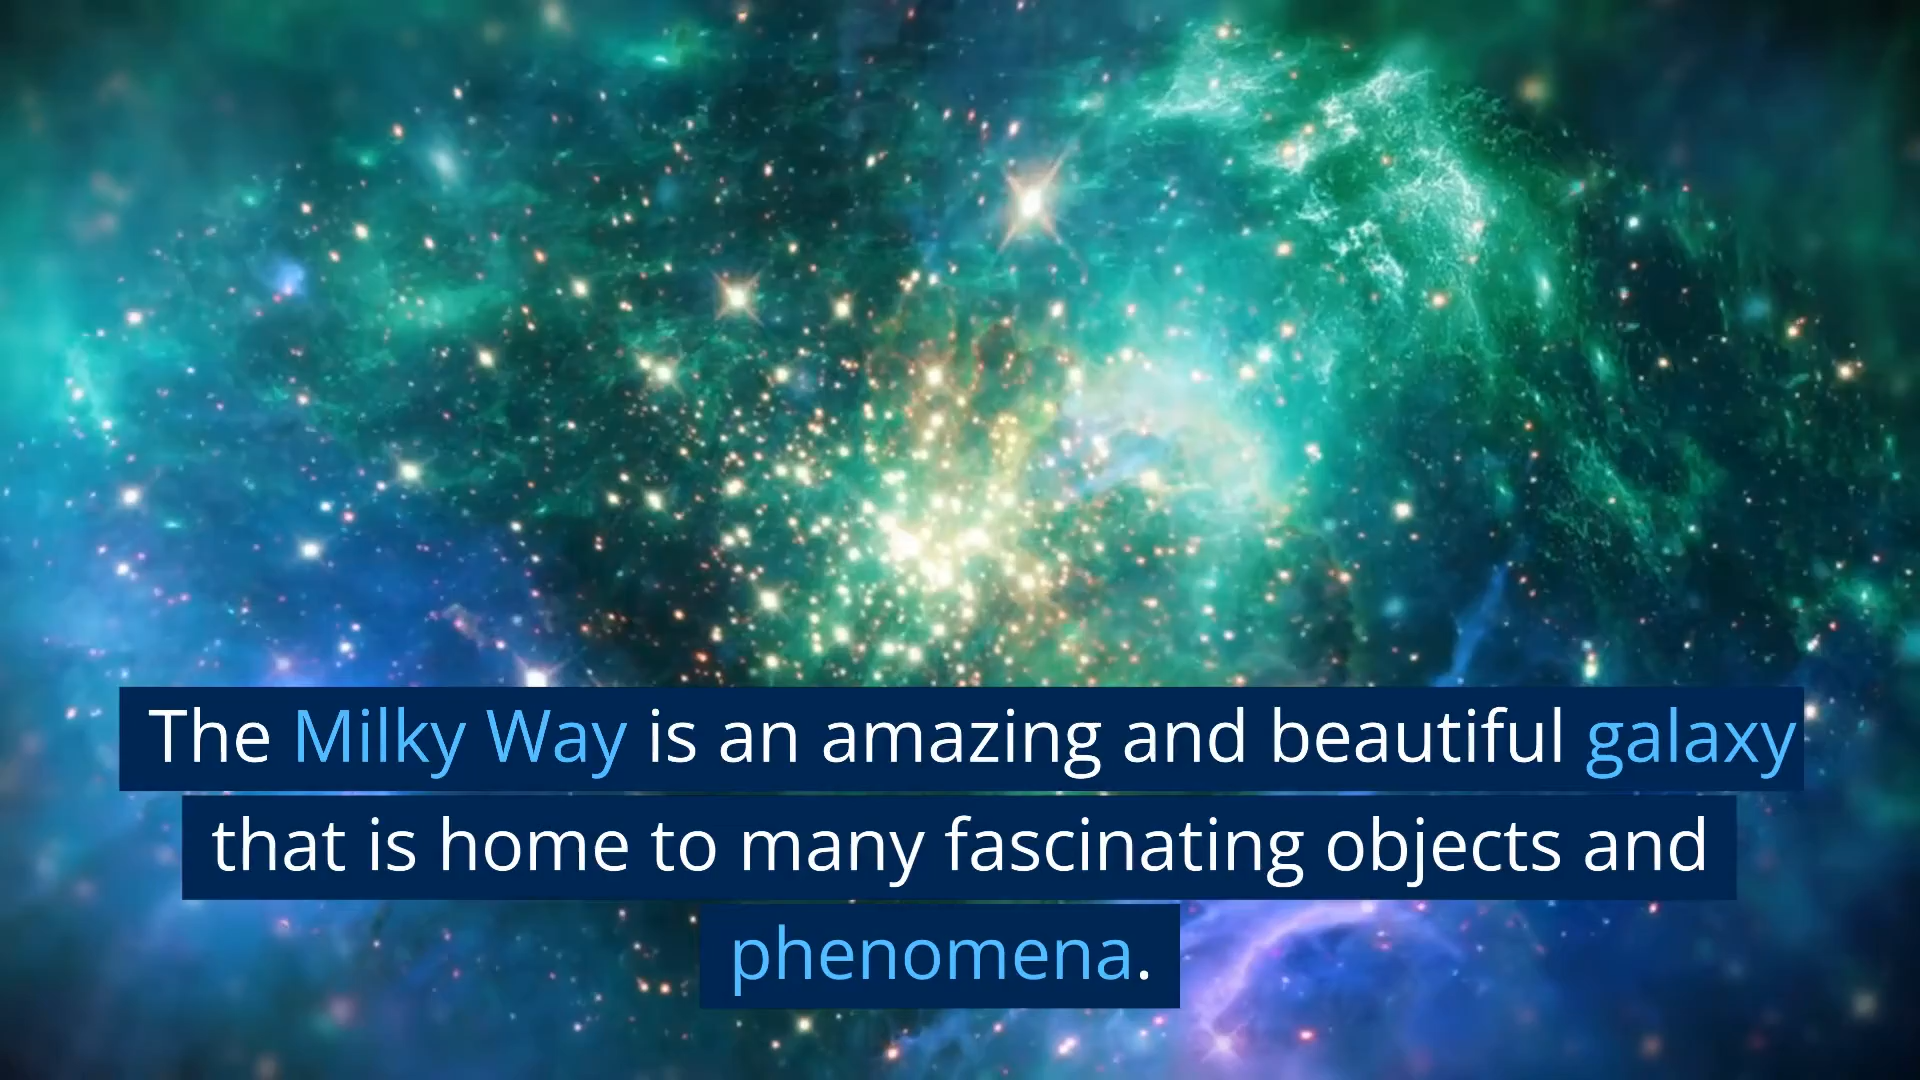 The Milky Way is an amazing and beautiful galaxy
that is home to many fascinating objects and
phenomena.